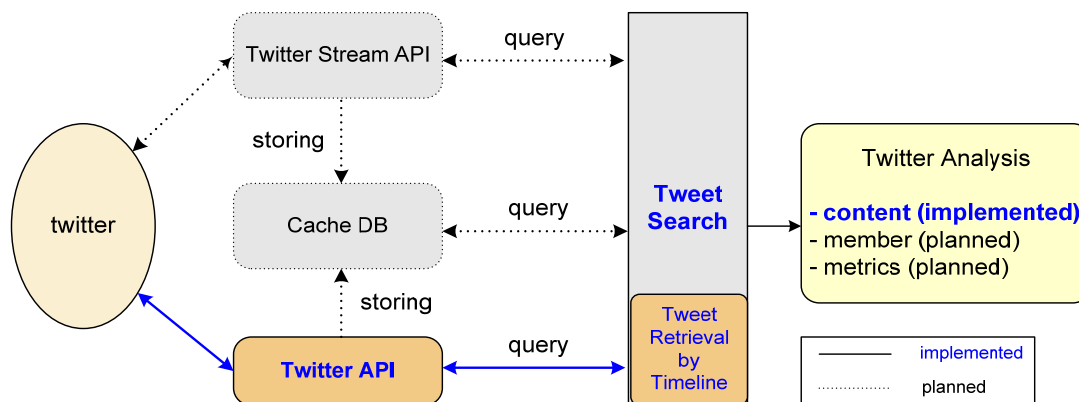 twitter
Twitter Stream API
query
storing
Cache DB
query
storing
Twitter API
query
Tweet
Search
Tweet
Retrieval
by
Timeline
Twitter Analysis
- content (implemented)
- member (planned)
- metrics (planned)
implemented
planned